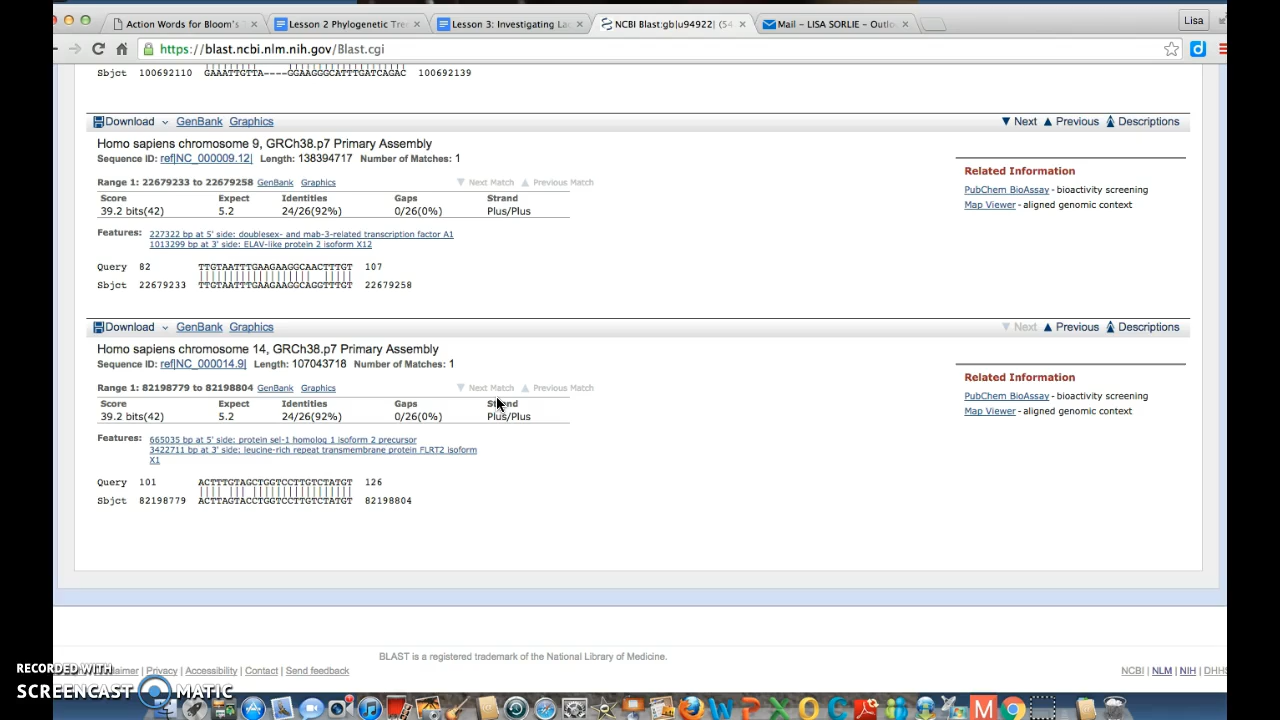 Action Words for Bloom's
Lesson 2 Phylogenetic Tre
Lesson 3: Investigating La
NCBI Blast:gb|u94922| (54
Mail – LISA SORLIE – Outlo
Lisa
https://blast.ncbi.nlm.nih.gov/Blast.cgi
Sbjct 100692110 GAAATTGTTA----GGAAGGGCATTTGATCAGAC 100692139
Download GenBank Graphics Next Previous Descriptions
Homo sapiens chromosome 9, GRCh38.p7 Primary Assembly
Sequence ID: ref|NC_000009.12| Length: 138394717 Number of Matches: 1
Related Information
PubChem BioAssay - bioactivity screening
Map Viewer - aligned genomic context
Range 1: 22679233 to 22679258 GenBank Graphics Next Match Previous Match
Score Expect Identities Gaps Strand
39.2 bits(42) 5.2 24/26(92%) 0/26(0%) Plus/Plus
Features: 227322 bp at 5' side: doublesex- and mab-3-related transcription factor A1
1013299 bp at 3' side: ELAV-like protein 2 isoform X12
Query 82 TTGTAATTTGAAGAAGGCAACTTTGT 107
Sbjct 22679233 TTGTAATTTGAAGAAGGCAGGTTTGT 22679258
Download GenBank Graphics Next Previous Descriptions
Homo sapiens chromosome 14, GRCh38.p7 Primary Assembly
Sequence ID: ref|NC_000014.9| Length: 107043718 Number of Matches: 1
Related Information
PubChem BioAssay - bioactivity screening
Map Viewer - aligned genomic context
Range 1: 82198779 to 82198804 GenBank Graphics Next Match Previous Match
Score Expect Identities Gaps Strand
39.2 bits(42) 5.2 24/26(92%) 0/26(0%) Plus/Plus
Features: 665035 bp at 5' side: protein sel-1 homolog 1 isoform 2 precursor
3422711 bp at 3' side: leucine-rich repeat transmembrane protein FLRT2 isoform
X1
Query 101 ACTTTGTAGCTGGTCCTTGTCTATGT 126
Sbjct 82198779 ACTTAGTACCTGGTCCTTGTCTATGT 82198804
BLAST is a registered trademark of the National Library of Medicine.
laimer | Privacy | Accessibility | Contact | Send feedback
NCBI | NLM | NIH | DHH
RECORDED WITH
SCREENCAST MATIC